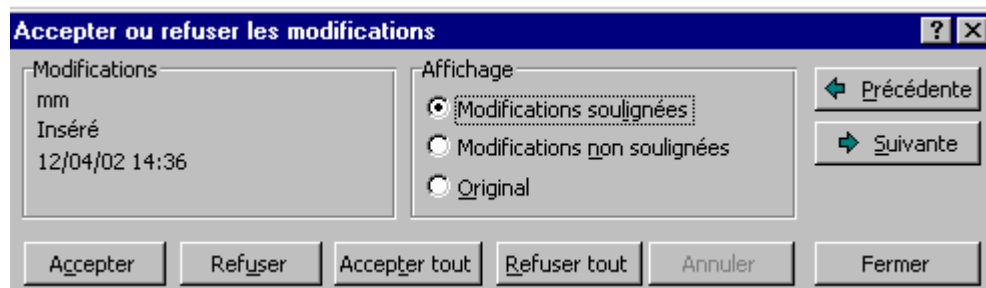 Accepter ou refuser les modifications
Modifications
mm
Inséré
12/04/02 14:36
Affichage
Modifications soulignées
Modifications non soulignées
Original
Précédente
Suivante
Accepter
Refuser
Accepter tout
Refuser tout
Annuler
Fermer